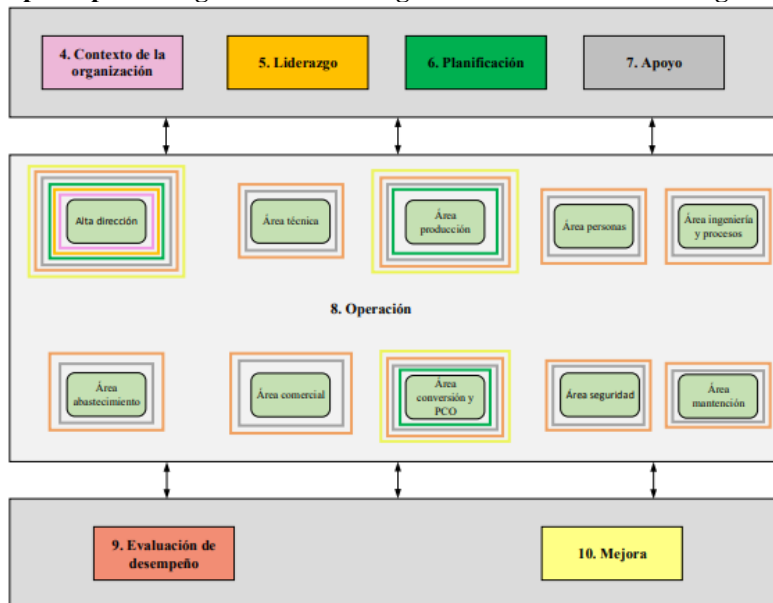 4. Contexto de la
organización
5. Liderazgo
6. Planificación
7. Apoyo
Alta dirección
Área técnica
Área
producción
Área personas
Área ingeniería
y procesos
8. Operación
Área
abastecimiento
Área comercial
Área
conversión y
PCO
Área seguridad
Área
mantención
9. Evaluación de
desempeño
10. Mejora